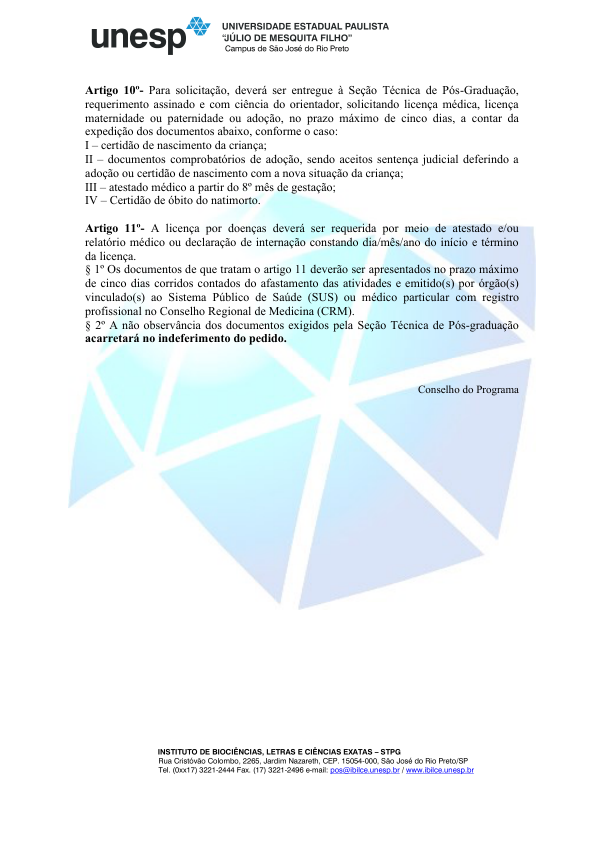 unesp
UNIVERSIDADE ESTADUAL PAULISTA
“JÚLIO DE MESQUITA FILHO”
Campus de São José do Rio Preto
Artigo 10º- Para solicitação, deverá ser entregue à Seção Técnica de Pós-Graduação,
requerimento assinado e com ciência do orientador, solicitando licença médica, licença
maternidade ou paternidade ou adoção, no prazo máximo de cinco dias, a contar da
expedição dos documentos abaixo, conforme o caso:
I – certidão de nascimento da criança;
II – documentos comprobatórios de adoção, sendo aceitos sentença judicial deferindo a
adoção ou certidão de nascimento com a nova situação da criança;
III – atestado médico a partir do 8º mês de gestação;
IV – Certidão de óbito do natimorto.
Artigo 11º- A licença por doenças deverá ser requerida por meio de atestado e/ou
relatório médico ou declaração de internação constando dia/mês/ano do início e término
da licença.
§ 1º Os documentos de que tratam o artigo 11 deverão ser apresentados no prazo máximo
de cinco dias corridos contados do afastamento das atividades e emitido(s) por órgão(s)
vinculado(s) ao Sistema Público de Saúde (SUS) ou médico particular com registro
profissional no Conselho Regional de Medicina (CRM).
§ 2º A não observância dos documentos exigidos pela Seção Técnica de Pós-graduação
acarretará no indeferimento do pedido.
Conselho do Programa
INSTITUTO DE BIOCIÊNCIAS, LETRAS E CIÊNCIAS EXATAS – STPG
Rua Cristóvão Colombo, 2265, Jardim Nazareth, CEP. 15054-000, São José do Rio Preto/SP
Tel. (0xx17) 3221-2444 Fax. (17) 3221-2496 e-mail: pos@ibilce.unesp.br / www.ibilce.unesp.br